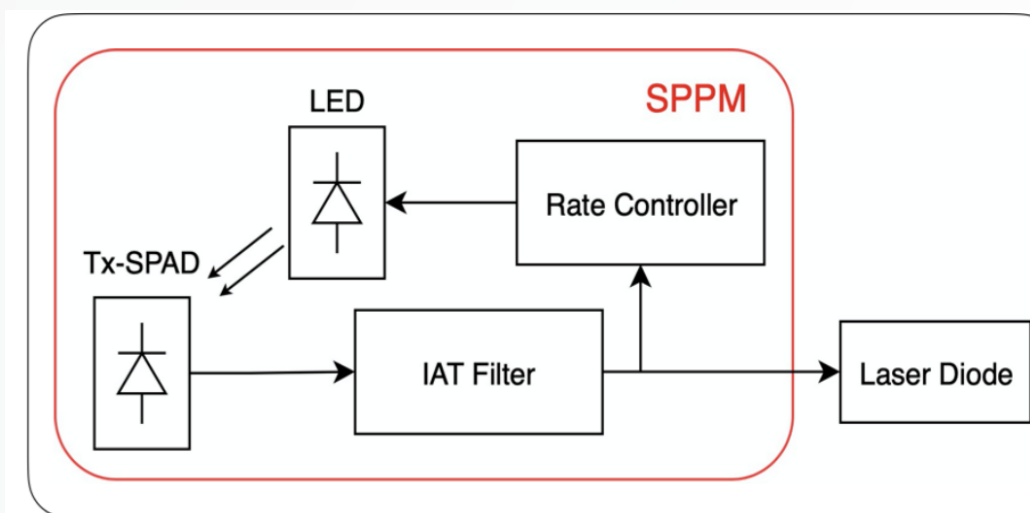 LED
SPPM
Rate Controller
Tx-SPAD
IAT Filter
Laser Diode